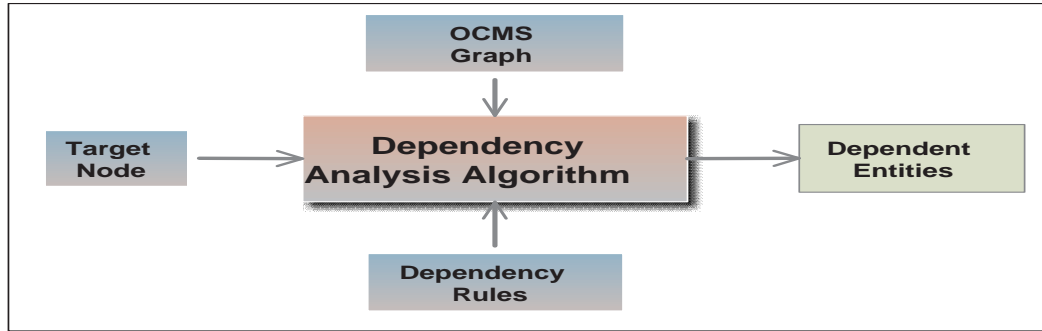 OCMS
Graph
Target
Node
Dependency
Analysis Algorithm
Dependent
Entities
Dependency
Rules